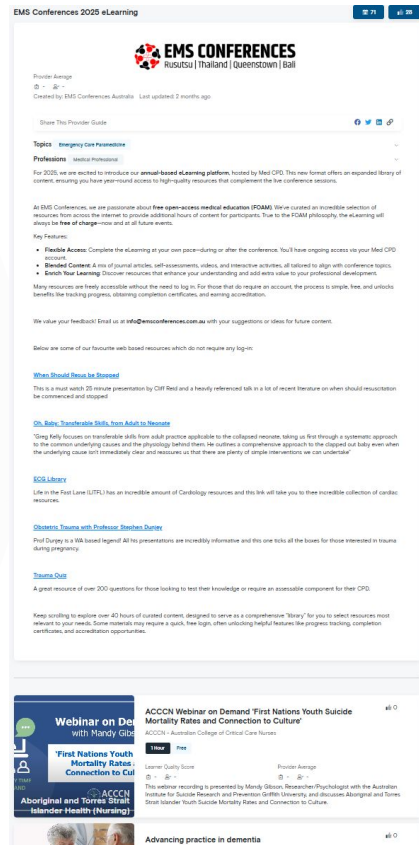 EMS Conferences 2025 eLearning
71
28
EMS CONFERENCES
Rusutsu | Thailand | Queenstown | Bali
Provider Average
- -
Created by: EMS Conferences Australia Last updated: 2 months ago
Share This Provider Guide
Topics Emergency Care Paramedicine
Professions Medical Professional
For 2025, we are excited to introduce our annual-based eLearning platform, hosted by Med CPD. This new format offers an expanded library of
content, ensuring you have year-round access to high-quality resources that complement the live conference sessions.
At EMS Conferences, we are passionate about free open-access medical education (FOAM). We've curated an incredible selection of
resources from across the internet to provide additional hours of content for participants. True to the FOAM philosophy, the eLearning will
always be free of charge—now and at all future events.
Key Features:
• Flexible Access: Complete the eLearning at your own pace—during or after the conference. You'll have ongoing access via your Med CPD
account.
• Blended Content: A mix of journal articles, self-assessments, videos, and interactive activities, all tailored to align with conference topics.
• Enrich Your Learning: Discover resources that enhance your understanding and add extra value to your professional development.
Many resources are freely accessible without the need to log in. For those that do require an account, the process is simple, free, and unlocks
benefits like tracking progress, obtaining completion certificates, and earning accreditation.
We value your feedback! Email us at info@emsconferences.com.au with your suggestions or ideas for future content.
Below are some of our favourite web based resources which do not require any log-in:
When Should Resus be Stopped
This is a must watch 25 minute presentation by Cliff Reid and a heavily referenced talk in a lot of recent literature on when should resuscitation
be commenced and stopped
Oh, Baby: Transferable Skills, from Adult to Neonate
"Greg Kelly focuses on transferable skills from adult practice applicable to the collapsed neonate, taking us first through a systematic approach
to the common underlying causes and the physiology behind them. He outlines a comprehensive approach to the clapped out baby even when
the underlying cause isn't immediately clear and reassures us that there are plenty of simple interventions we can undertake"
ECG Library
Life in the Fast Lane (LITFL) has an incredible amount of Cardiology resources and this link will take you to their incredible collection of cardiac
resources.
Obstetric Trauma with Professor Stephen Dunjey
Prof Dunjey is a WA based legend! All his presentations are incredibly informative and this one ticks all the boxes for those interested in trauma
during pregnancy.
Trauma Quiz
A great resource of over 200 questions for those looking to test their knowledge or require an assessable component for their CPD.
Keep scrolling to explore over 40 hours of curated content, designed to serve as a comprehensive "library" for you to select resources most
relevant to your needs. Some materials may require a quick, free login, often unlocking helpful features like progress tracking, completion
certificates, and accreditation opportunities.
Webinar on De
with Mandy Gibs
'First Nations Youth
Mortality Rates
Connection to Cul
ACCCN
Aboriginal and Torres Strait
Islander Health (Nursing)
ACCCN Webinar on Demand 'First Nations Youth Suicide
Mortality Rates and Connection to Culture'
0
ACCCN - Australian College of Critical Care Nurses
1 Hour Free
Learner Quality Score
- -
Provider Average
- -
This webinar recording is presented by Mandy Gibson, Researcher/Psychologist with the Australian
Institute for Suicide Research and Prevention Griffith University, and discusses Aboriginal and Torres
Strait Islander Youth Suicide Mortality Rates and Connection to Culture.
Advancing practice in dementia
0